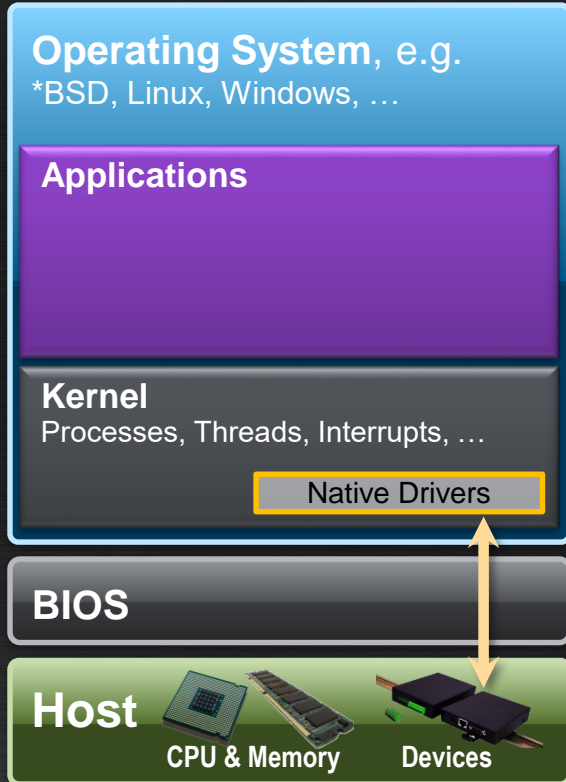 Operating System, e.g.
*BSD, Linux, Windows, …
Applications
Kernel
Processes, Threads, Interrupts, …
Native Drivers
BIOS
Host
CPU & Memory Devices